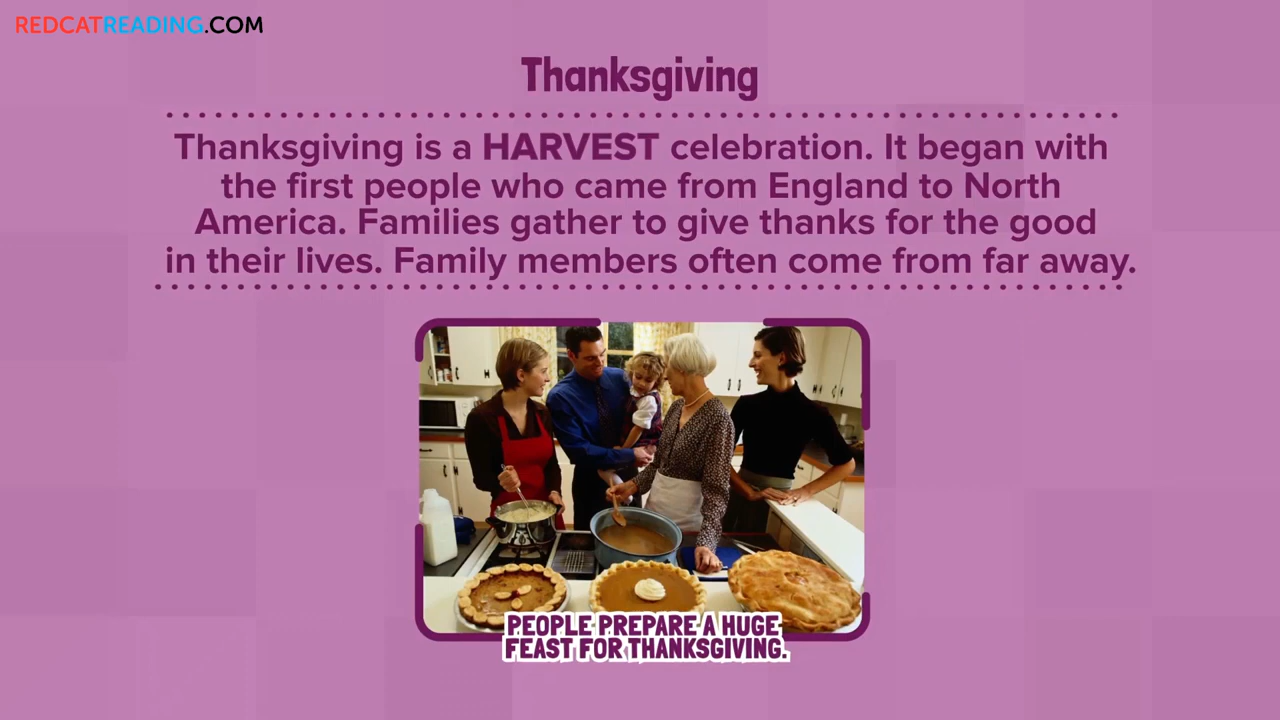 REDCATREADING.COM
Thanksgiving
Thanksgiving is a HARVEST celebration. It began with
the first people who came from England to North
America. Families gather to give thanks for the good
in their lives. Family members often come from far away.
PEOPLE PREPARE A HUGE
FEAST FOR THANKSGIVING.